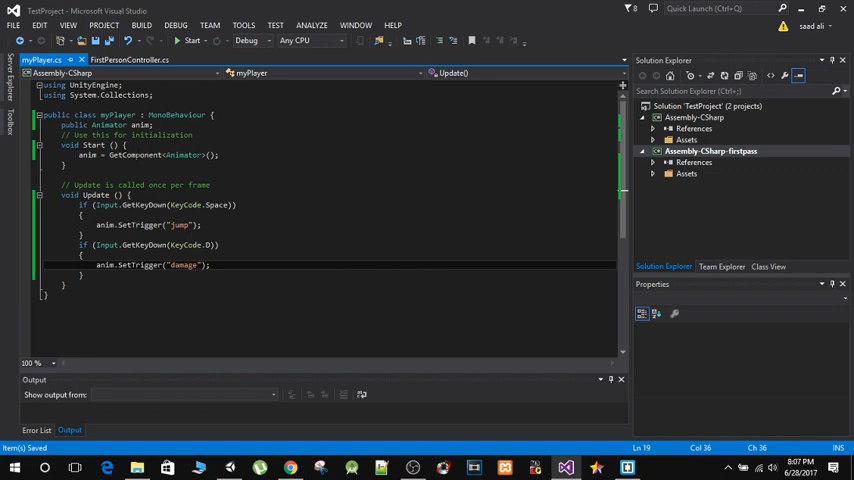 TestProject - Microsoft Visual Studio
8
Quick Launch (Ctrl+Q)
FILE EDIT VIEW PROJECT BUILD DEBUG TEAM TOOLS TEST ANALYZE WINDOW HELP
saad ali
Start Debug Any CPU
Server Explorer
Toolbox
myPlayer.cs FirstPersonController.cs
Assembly-CSharp myPlayer Update()
using UnityEngine;
using System.Collections;
public class myPlayer : MonoBehaviour {
public Animator anim;
// Use this for initialization
void Start () {
anim = GetComponent<Animator>();
}
// Update is called once per frame
void Update () {
if (Input.GetKeyDown(KeyCode.Space))
{
anim.SetTrigger("jump");
}
if (Input.GetKeyDown(KeyCode.D))
{
anim.SetTrigger("damage");
}
}
}
100 %
Output
Show output from:
Error List Output
Solution Explorer
Search Solution Explorer (Ctrl+;)
Solution 'TestProject' (2 projects)
Assembly-CSharp
References
Assets
Assembly-CSharp-firstpass
References
Assets
Solution Explorer Team Explorer Class View
Properties
Item(s) Saved Ln 19 Col 36 Ch 36 INS
8:07 PM
6/28/2017